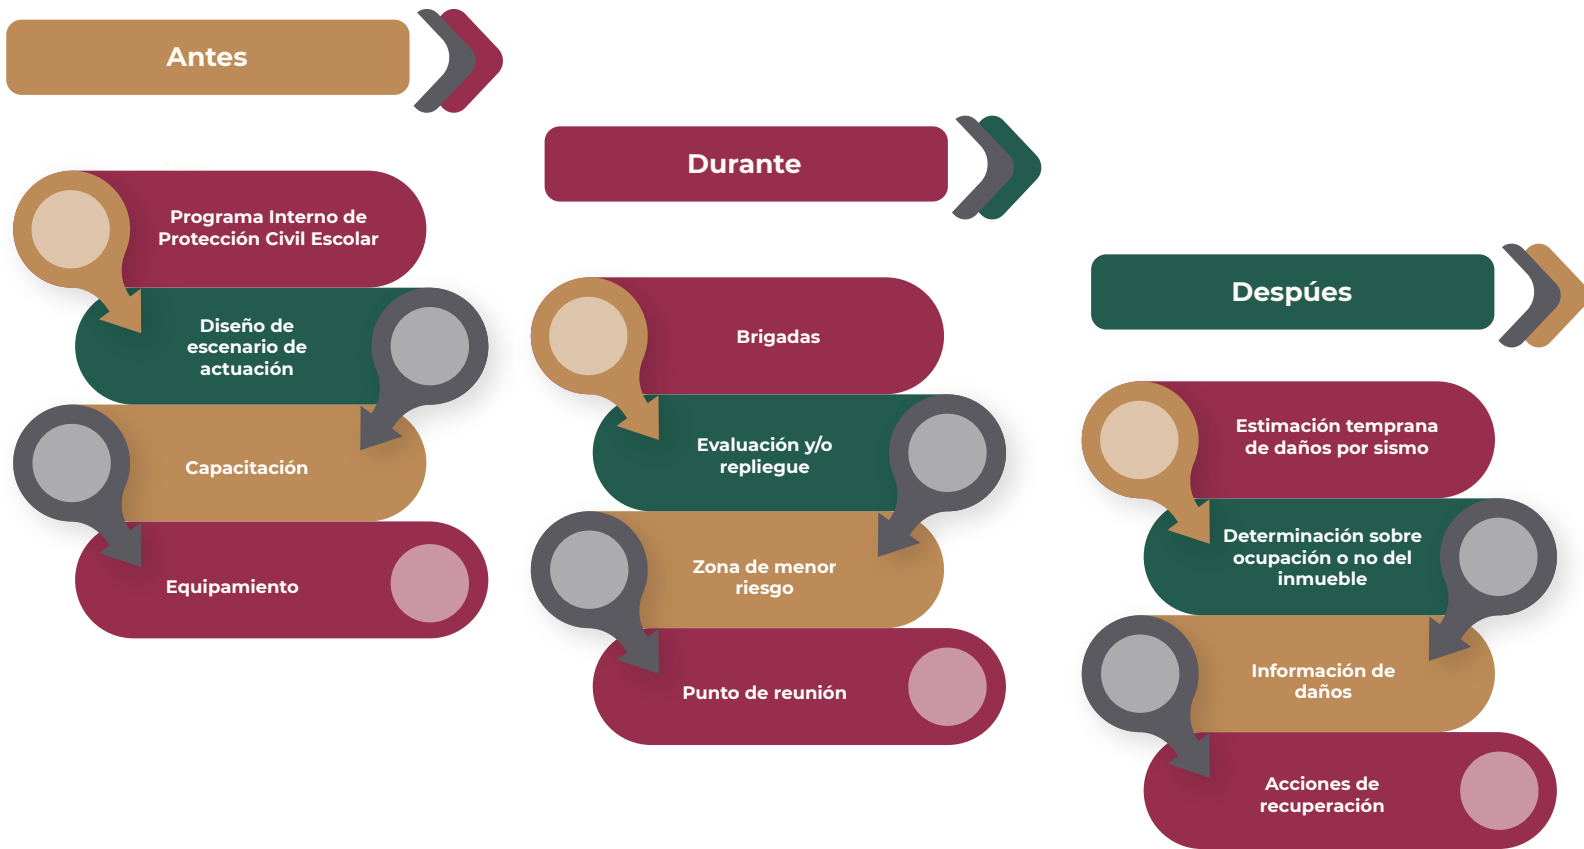 Antes
Programa Interno de
Protección Civil Escolar
Diseño de
escenario de
actuación
Capacitación
Equipamiento
Durante
Brigadas
Evaluación y/o
repliegue
Zona de menor
riesgo
Punto de reunión
Despúes
Estimación temprana
de daños por sismo
Determinación sobre
ocupación o no del
inmueble
Información de
daños
Acciones de
recuperación